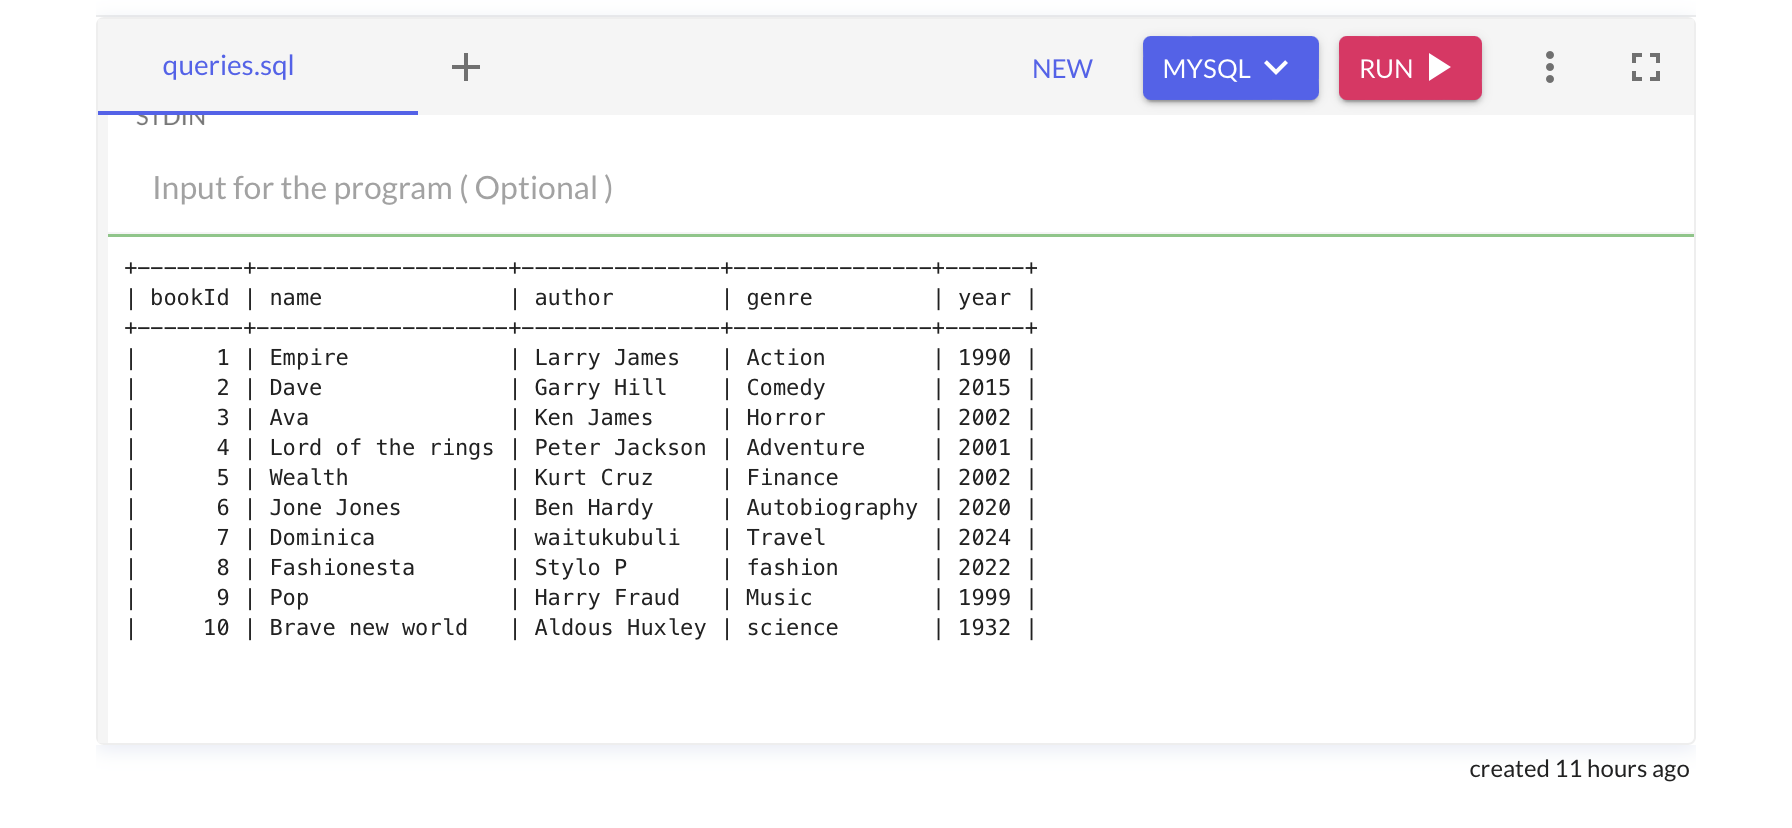 queries.sql + NEW MYSQL RUN
STDIN
Input for the program ( Optional )
+--------+-------------------+---------------+---------------+------+
| bookId | name              | author        | genre         | year |
+--------+-------------------+---------------+---------------+------+
|      1 | Empire            | Larry James   | Action        | 1990 |
|      2 | Dave              | Garry Hill    | Comedy        | 2015 |
|      3 | Ava               | Ken James     | Horror        | 2002 |
|      4 | Lord of the rings | Peter Jackson | Adventure     | 2001 |
|      5 | Wealth            | Kurt Cruz     | Finance       | 2002 |
|      6 | Jone Jones        | Ben Hardy     | Autobiography | 2020 |
|      7 | Dominica          | waitukubuli   | Travel        | 2024 |
|      8 | Fashionesta       | Stylo P       | fashion       | 2022 |
|      9 | Pop               | Harry Fraud   | Music         | 1999 |
|     10 | Brave new world   | Aldous Huxley | science       | 1932 |
created 11 hours ago